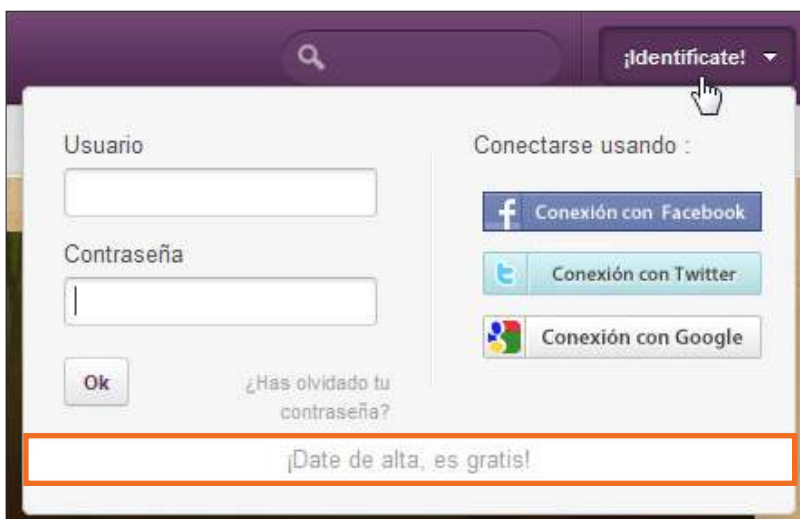 ¡Identificate!
Usuario
Contraseña
Ok
¿Has olvidado tu
contraseña?
Conectarse usando :
Conexión con Facebook
Conexión con Twitter
Conexión con Google
¡Date de alta, es gratis!